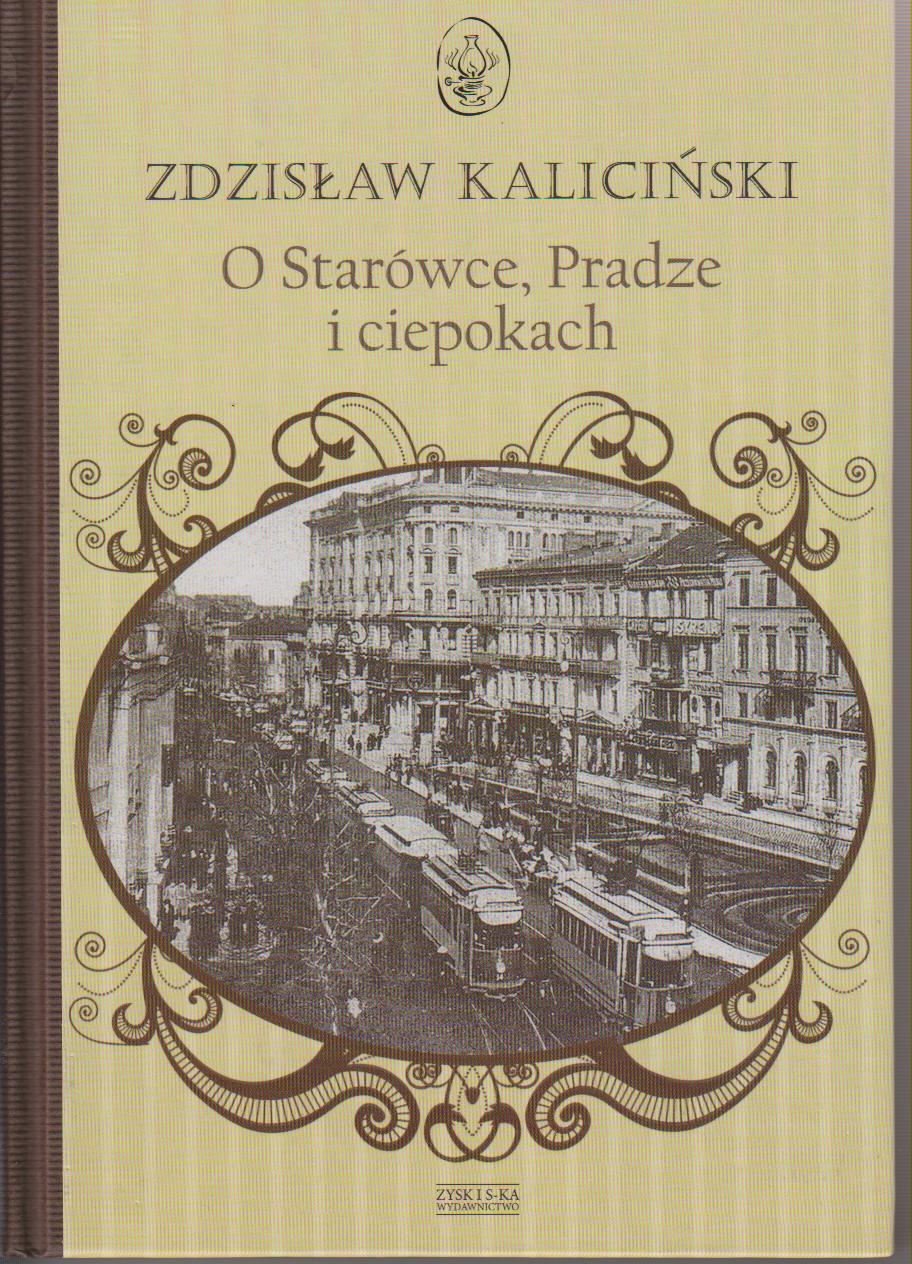 ZDZISŁAW KALICIŃSKI
O Starówce, Pradze
i ciepokach
ZYSK I S-KA
WYDAWNICTWO